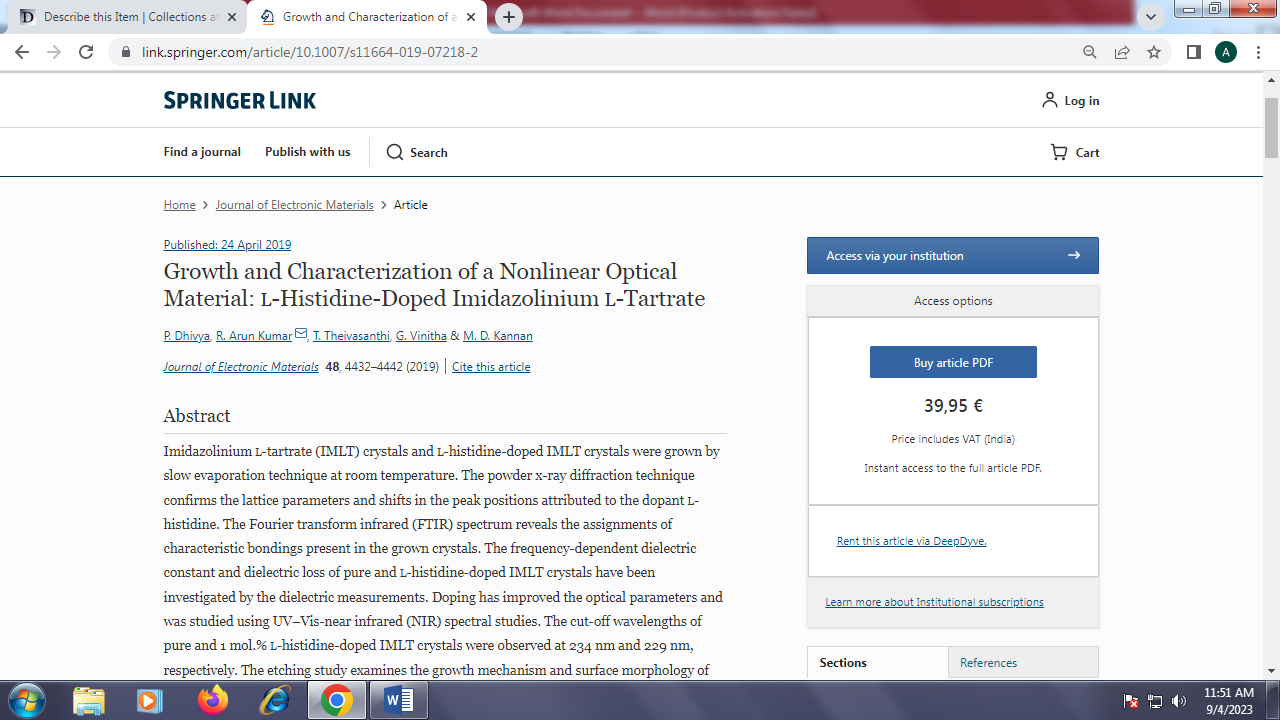 Describe this Item | Collections at
Growth and Characterization of a
link.springer.com/article/10.1007/s11664-019-07218-2
A
SPRINGER LINK
Log in
Find a journal
Publish with us
Search
Cart
Home > Journal of Electronic Materials > Article
Published: 24 April 2019
Growth and Characterization of a Nonlinear Optical
Material: L-Histidine-Doped Imidazolinium L-Tartrate
P. Dhivya, R. Arun Kumar, T. Theivasanthi, G. Vinitha & M. D. Kannan
Journal of Electronic Materials 48, 4432–4442 (2019) | Cite this article
Abstract
Imidazolinium L-tartrate (IMLT) crystals and L-histidine-doped IMLT crystals were grown by
slow evaporation technique at room temperature. The powder x-ray diffraction technique
confirms the lattice parameters and shifts in the peak positions attributed to the dopant L-
histidine. The Fourier transform infrared (FTIR) spectrum reveals the assignments of
characteristic bondings present in the grown crystals. The frequency-dependent dielectric
constant and dielectric loss of pure and L-histidine-doped IMLT crystals have been
investigated by the dielectric measurements. Doping has improved the optical parameters and
was studied using UV–Vis-near infrared (NIR) spectral studies. The cut-off wavelengths of
pure and 1 mol.% L-histidine-doped IMLT crystals were observed at 234 nm and 229 nm,
respectively. The etching study examines the growth mechanism and surface morphology of
Access via your institution
Access options
Buy article PDF
39,95 €
Price includes VAT (India)
Instant access to the full article PDF.
Rent this article via DeepDyve.
Learn more about Institutional subscriptions
Sections
References
11:51 AM
9/4/2023